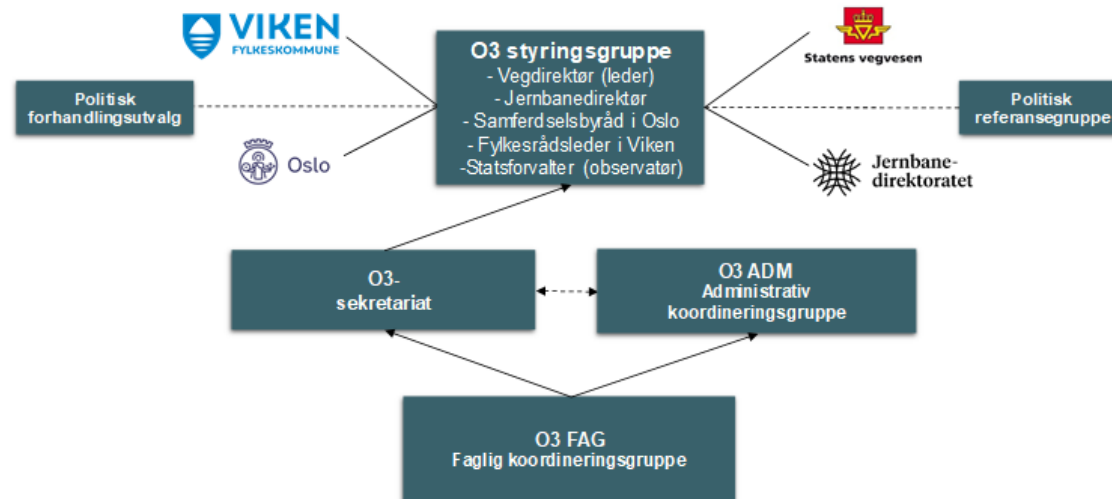 VIKEN
FYLKESKOMMUNE
O3 styringsgruppe
- Vegdirektør (leder)
- Jernbanedirektør
- Samferdselsbyråd i Oslo
- Fylkesrådsleder i Viken
-Statsforvalter (observatør)
Statens vegvesen
Politisk
forhandlingsutvalg
Politisk
referansegruppe
Oslo
Jernbane-
direktoratet
O3-
sekretariat
O3 ADM
Administrativ
koordineringsgruppe
O3 FAG
Faglig koordineringsgruppe